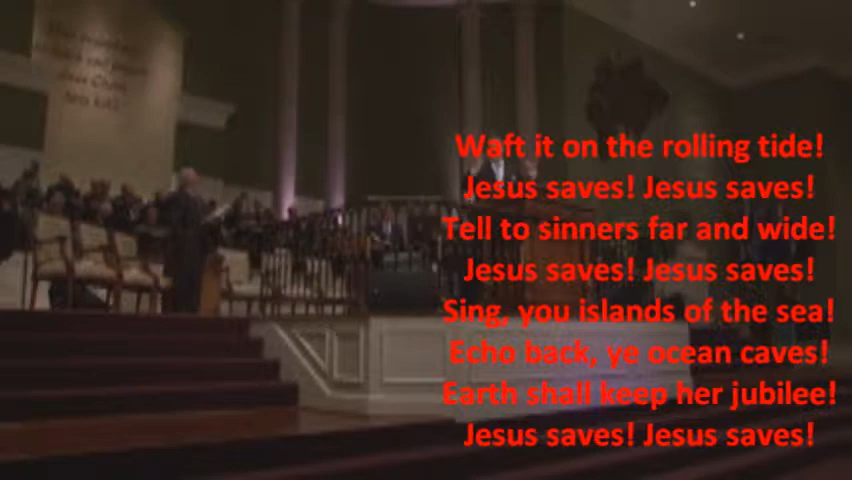 Waft it on the rolling tide!
Jesus saves! Jesus saves!
Tell to sinners far and wide!
Jesus saves! Jesus saves!
Sing, you islands of the sea!
Echo back, ye ocean caves!
Earth shall keep her jubilee!
Jesus saves! Jesus saves!